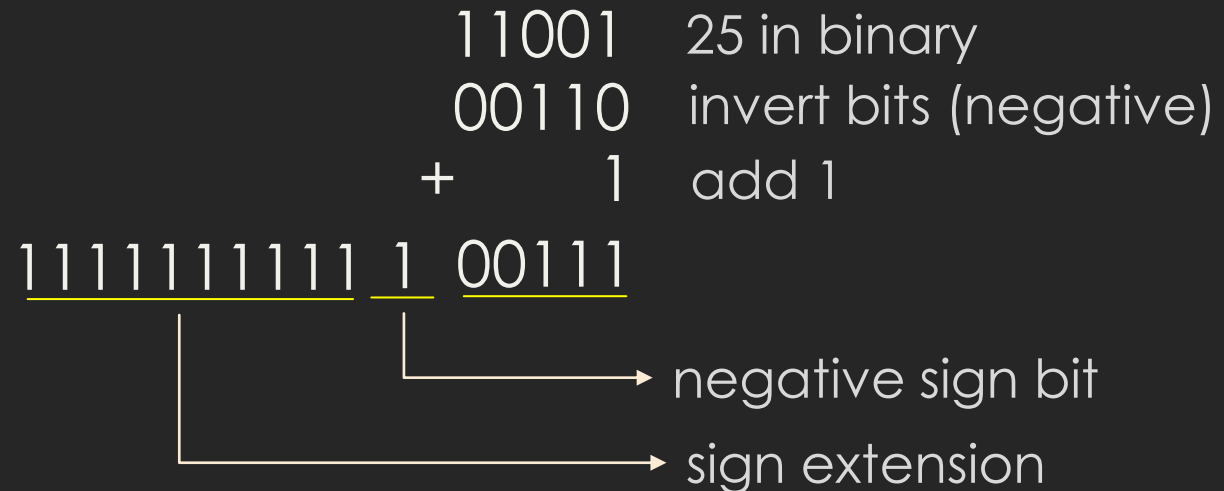 11001 25 in binary
00110 invert bits (negative)
+ 1 add 1
1111111111 1 00111
negative sign bit
sign extension